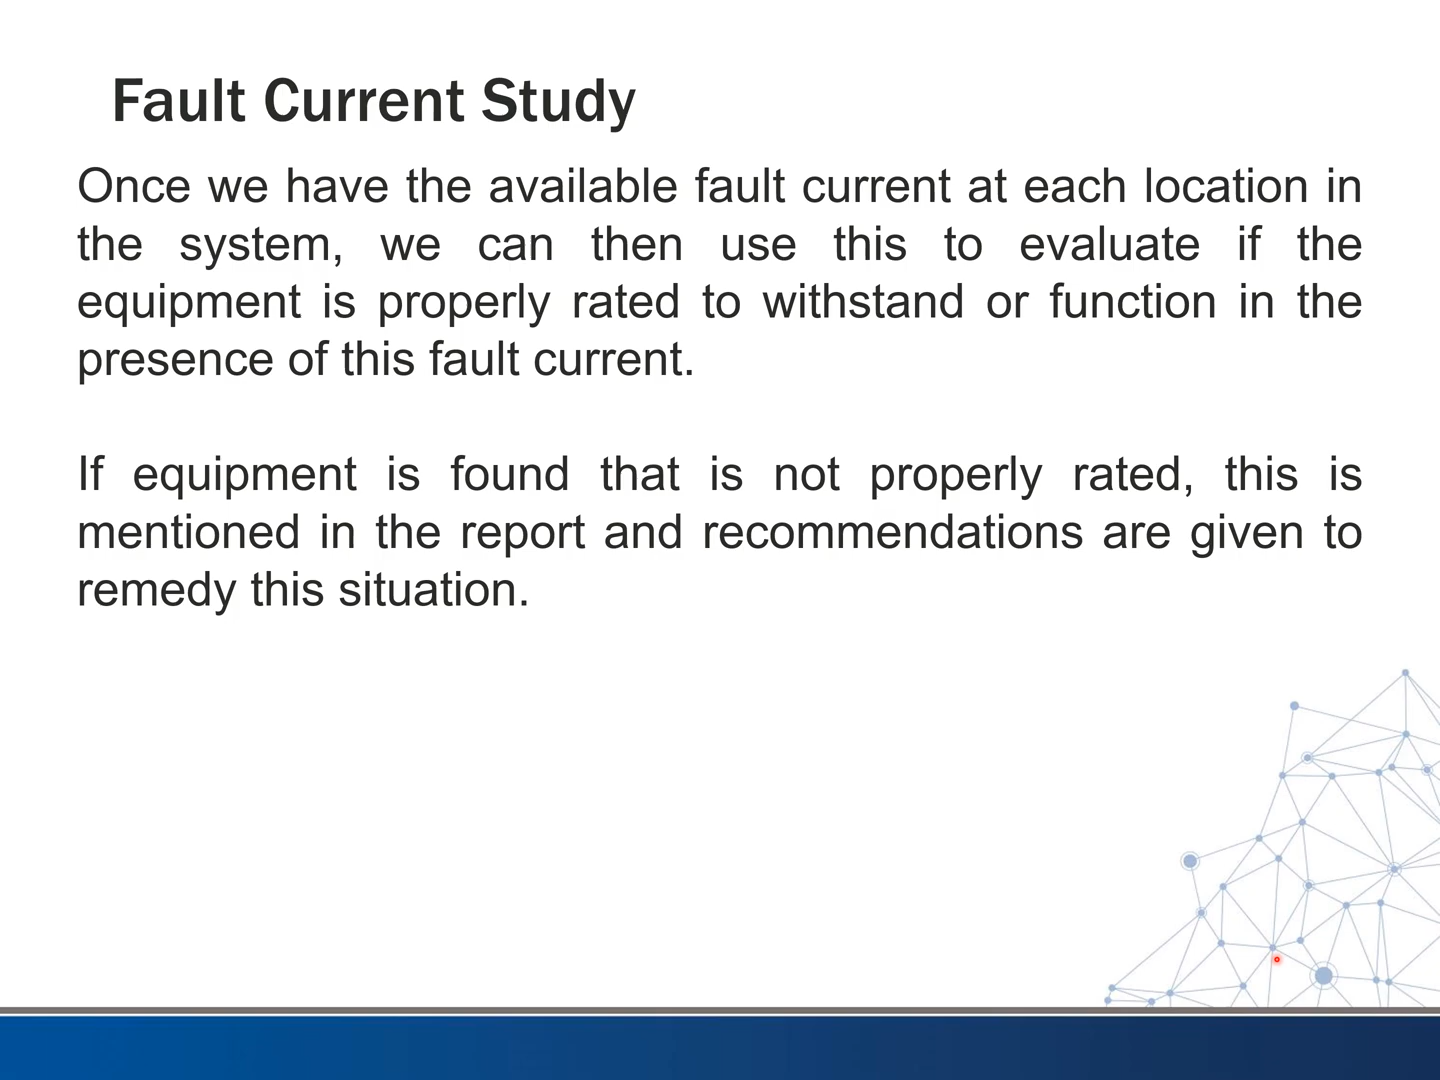 Fault Current Study
Once we have the available fault current at each location in
the system, we can then use this to evaluate if the
equipment is properly rated to withstand or function in the
presence of this fault current.
If equipment is found that is not properly rated, this is
mentioned in the report and recommendations are given to
remedy this situation.